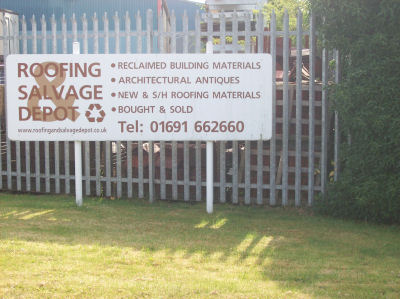 ROOFING
&
SALVAGE
DEPOT
www.roofingandsalvagedepot.co.uk
• RECLAIMED BUILDING MATERIALS
• ARCHITECTURAL ANTIQUES
• NEW & S/H ROOFING MATERIALS
• BOUGHT & SOLD
Tel: 01691 662660